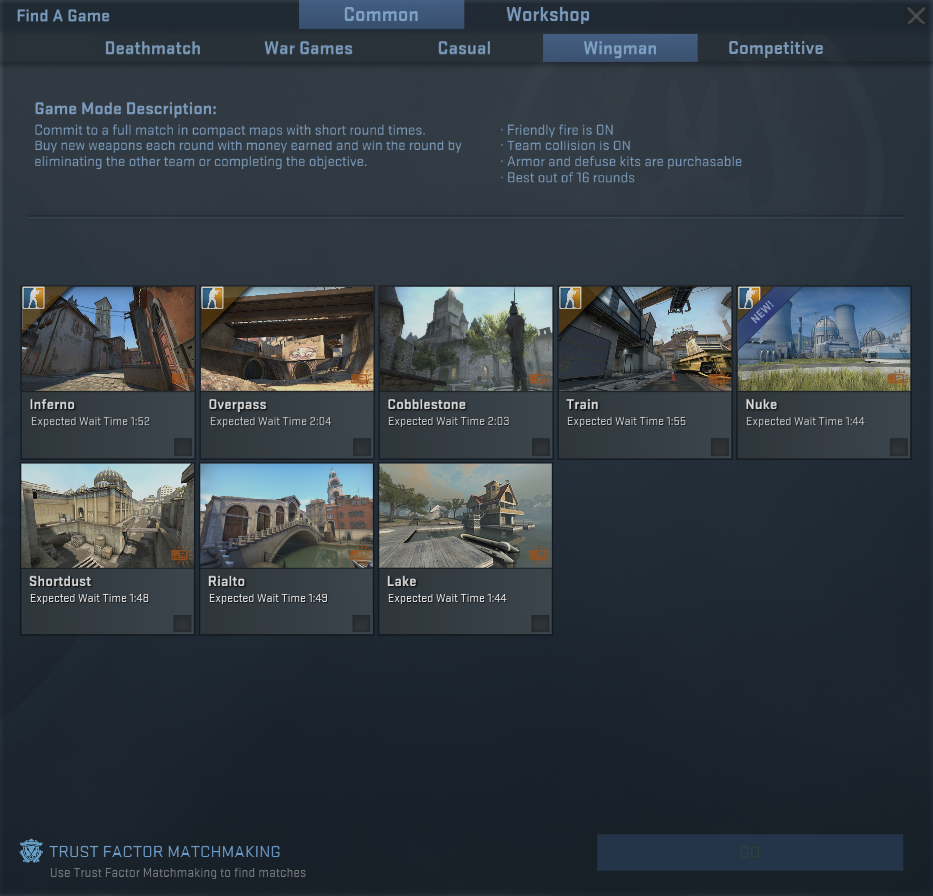 Find A Game
Common
Workshop
Deathmatch
War Games
Casual
Wingman
Competitive
Game Mode Description:
Commit to a full match in compact maps with short round times.
Buy new weapons each round with money earned and win the round by
eliminating the other team or completing the objective.
· Friendly fire is ON
· Team collision is ON
· Armor and defuse kits are purchasable
· Best out of 16 rounds
NEW!
Inferno
Expected Wait Time 1:52
Overpass
Expected Wait Time 2:04
Cobblestone
Expected Wait Time 2:03
Train
Expected Wait Time 1:55
Nuke
Expected Wait Time 1:44
Shortdust
Expected Wait Time 1:48
Rialto
Expected Wait Time 1:49
Lake
Expected Wait Time 1:44
TRUST FACTOR MATCHMAKING
Use Trust Factor Matchmaking to find matches
GO